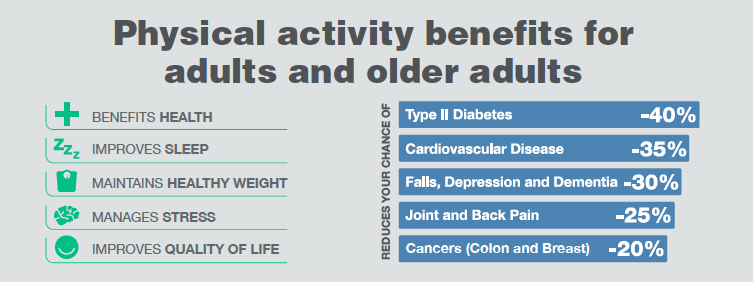 Physical activity benefits for
adults and older adults
BENEFITS HEALTH
Zzz
IMPROVES SLEEP
MAINTAINS HEALTHY WEIGHT
MANAGES STRESS
IMPROVES QUALITY OF LIFE
REDUCES YOUR CHANCE OF
Type II Diabetes -40%
Cardiovascular Disease -35%
Falls, Depression and Dementia -30%
Joint and Back Pain -25%
Cancers (Colon and Breast) -20%